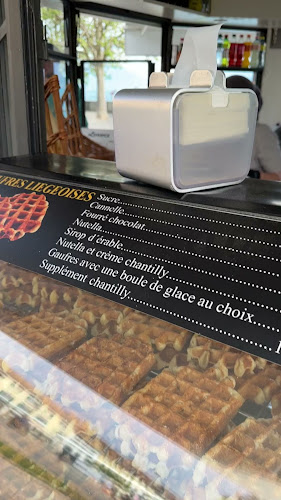 FRES LIEGEOISES
Sucre
Cannelle
Fourré chocolat
Nutella
Sirop d'érable
Nutella et crème chantilly
Gaufres avec une boule de glace au choix
Supplément chantilly